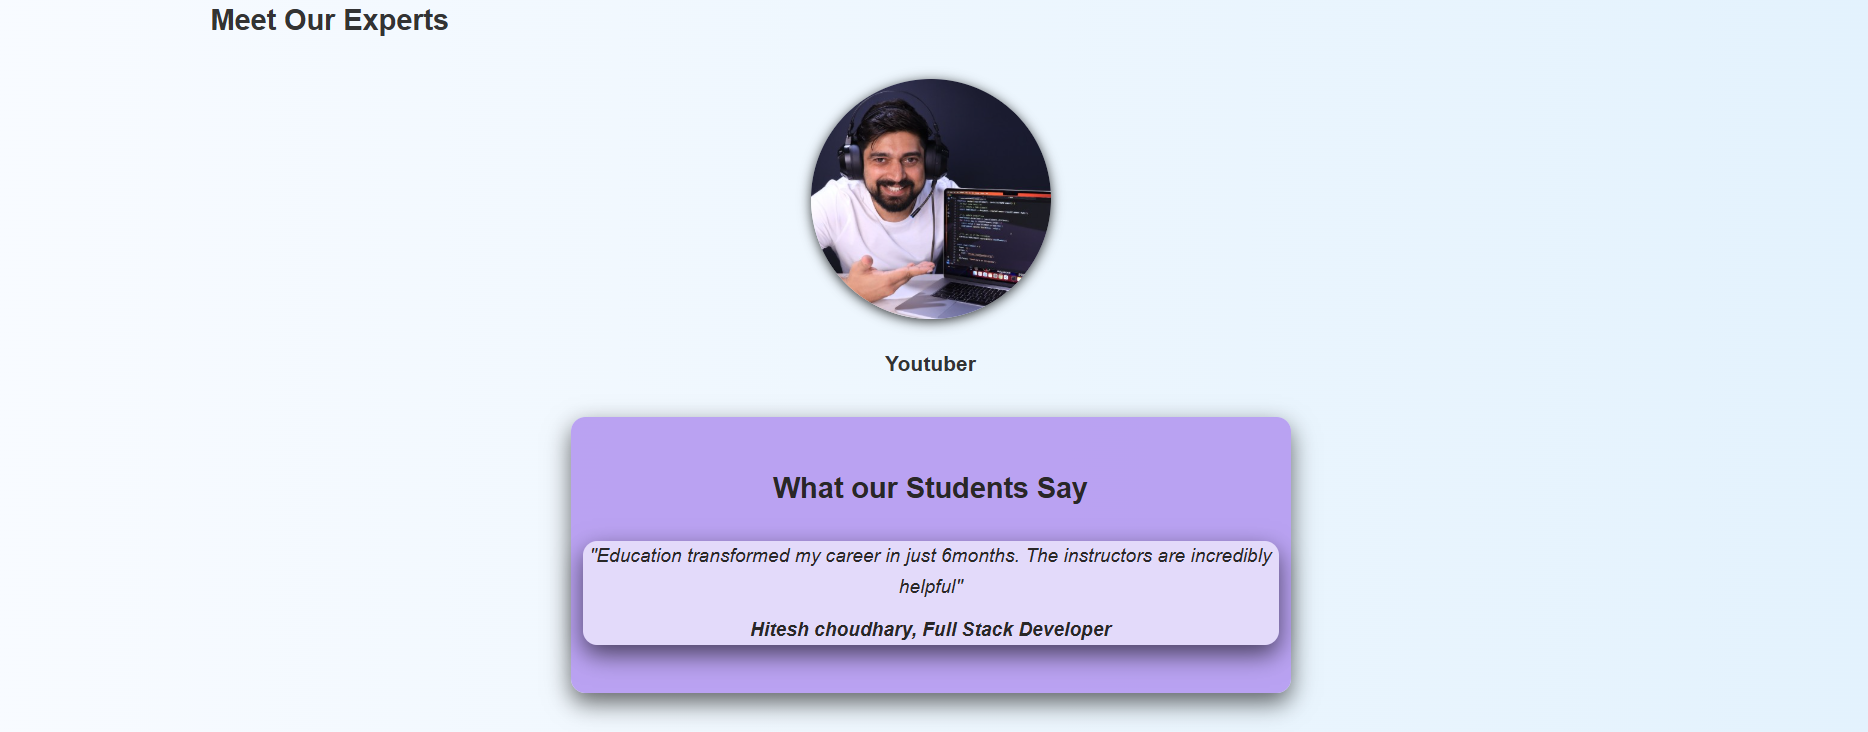 Meet Our Experts
Youtuber
What our Students Say
"Education transformed my career in just 6months. The instructors are incredibly
helpful"
Hitesh choudhary, Full Stack Developer